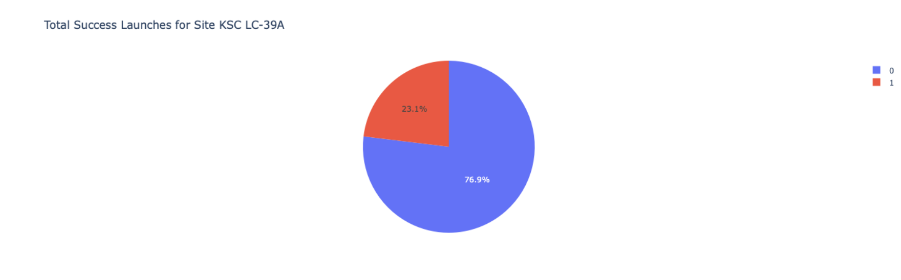 Total Success Launches for Site KSC LC-39A
0
1
23.1%
76.9%